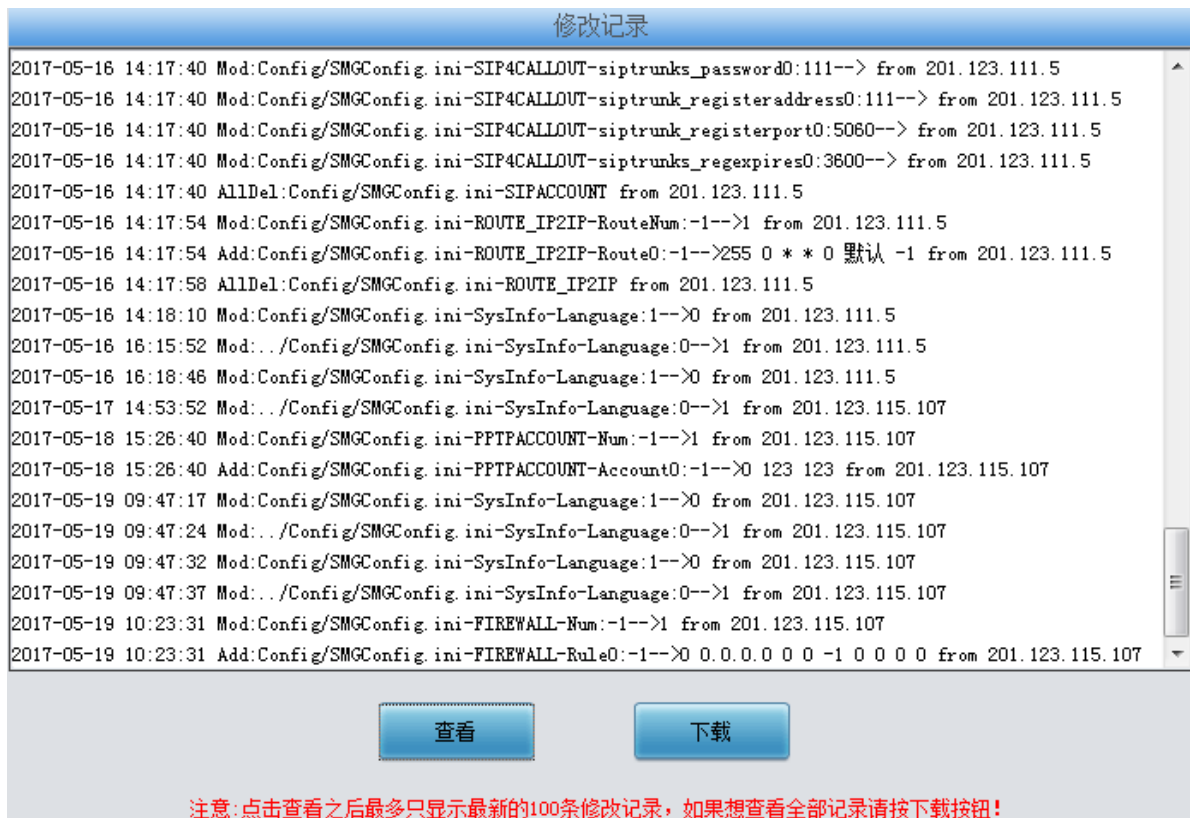 修改记录
2017-05-16 14:17:40 Mod:Config/SMGConfig.ini-SIP4CALLOUT-siptrunks_password0:111--> from 201.123.111.5
2017-05-16 14:17:40 Mod:Config/SMGConfig.ini-SIP4CALLOUT-siptrunk_registeraddress0:111--> from 201.123.111.5
2017-05-16 14:17:40 Mod:Config/SMGConfig.ini-SIP4CALLOUT-siptrunk_registerport0:5060--> from 201.123.111.5
2017-05-16 14:17:40 Mod:Config/SMGConfig.ini-SIP4CALLOUT-siptrunks_regexpires0:3600--> from 201.123.111.5
2017-05-16 14:17:40 AllDel:Config/SMGConfig.ini-SIPACCOUNT from 201.123.111.5
2017-05-16 14:17:54 Mod:Config/SMGConfig.ini-ROUTE_IP2IP-RouteNum:-1-->1 from 201.123.111.5
2017-05-16 14:17:54 Add:Config/SMGConfig.ini-ROUTE_IP2IP-Route0:-1-->255 0 * * 0 默认 -1 from 201.123.111.5
2017-05-16 14:17:58 AllDel:Config/SMGConfig.ini-ROUTE_IP2IP from 201.123.111.5
2017-05-16 14:18:10 Mod:Config/SMGConfig.ini-SysInfo-Language:1-->0 from 201.123.111.5
2017-05-16 16:15:52 Mod:../Config/SMGConfig.ini-SysInfo-Language:0-->1 from 201.123.111.5
2017-05-16 16:18:46 Mod:Config/SMGConfig.ini-SysInfo-Language:1-->0 from 201.123.111.5
2017-05-17 14:53:52 Mod:../Config/SMGConfig.ini-SysInfo-Language:0-->1 from 201.123.115.107
2017-05-18 15:26:40 Mod:Config/SMGConfig.ini-PPTPACCOUNT-Num:-1-->1 from 201.123.115.107
2017-05-18 15:26:40 Add:Config/SMGConfig.ini-PPTPACCOUNT-Account0:-1-->0 123 123 from 201.123.115.107
2017-05-19 09:47:17 Mod:Config/SMGConfig.ini-SysInfo-Language:1-->0 from 201.123.115.107
2017-05-19 09:47:24 Mod:../Config/SMGConfig.ini-SysInfo-Language:0-->1 from 201.123.115.107
2017-05-19 09:47:32 Mod:Config/SMGConfig.ini-SysInfo-Language:1-->0 from 201.123.115.107
2017-05-19 09:47:37 Mod:../Config/SMGConfig.ini-SysInfo-Language:0-->1 from 201.123.115.107
2017-05-19 10:23:31 Mod:Config/SMGConfig.ini-FIREWALL-Num:-1-->1 from 201.123.115.107
2017-05-19 10:23:31 Add:Config/SMGConfig.ini-FIREWALL-Rule0:-1-->0 0.0.0.0 0 0 -1 0 0 0 0 from 201.123.115.107
查看 下载
注意:点击查看之后最多只显示最新的100条修改记录，如果想查看全部记录请按下载按钮！